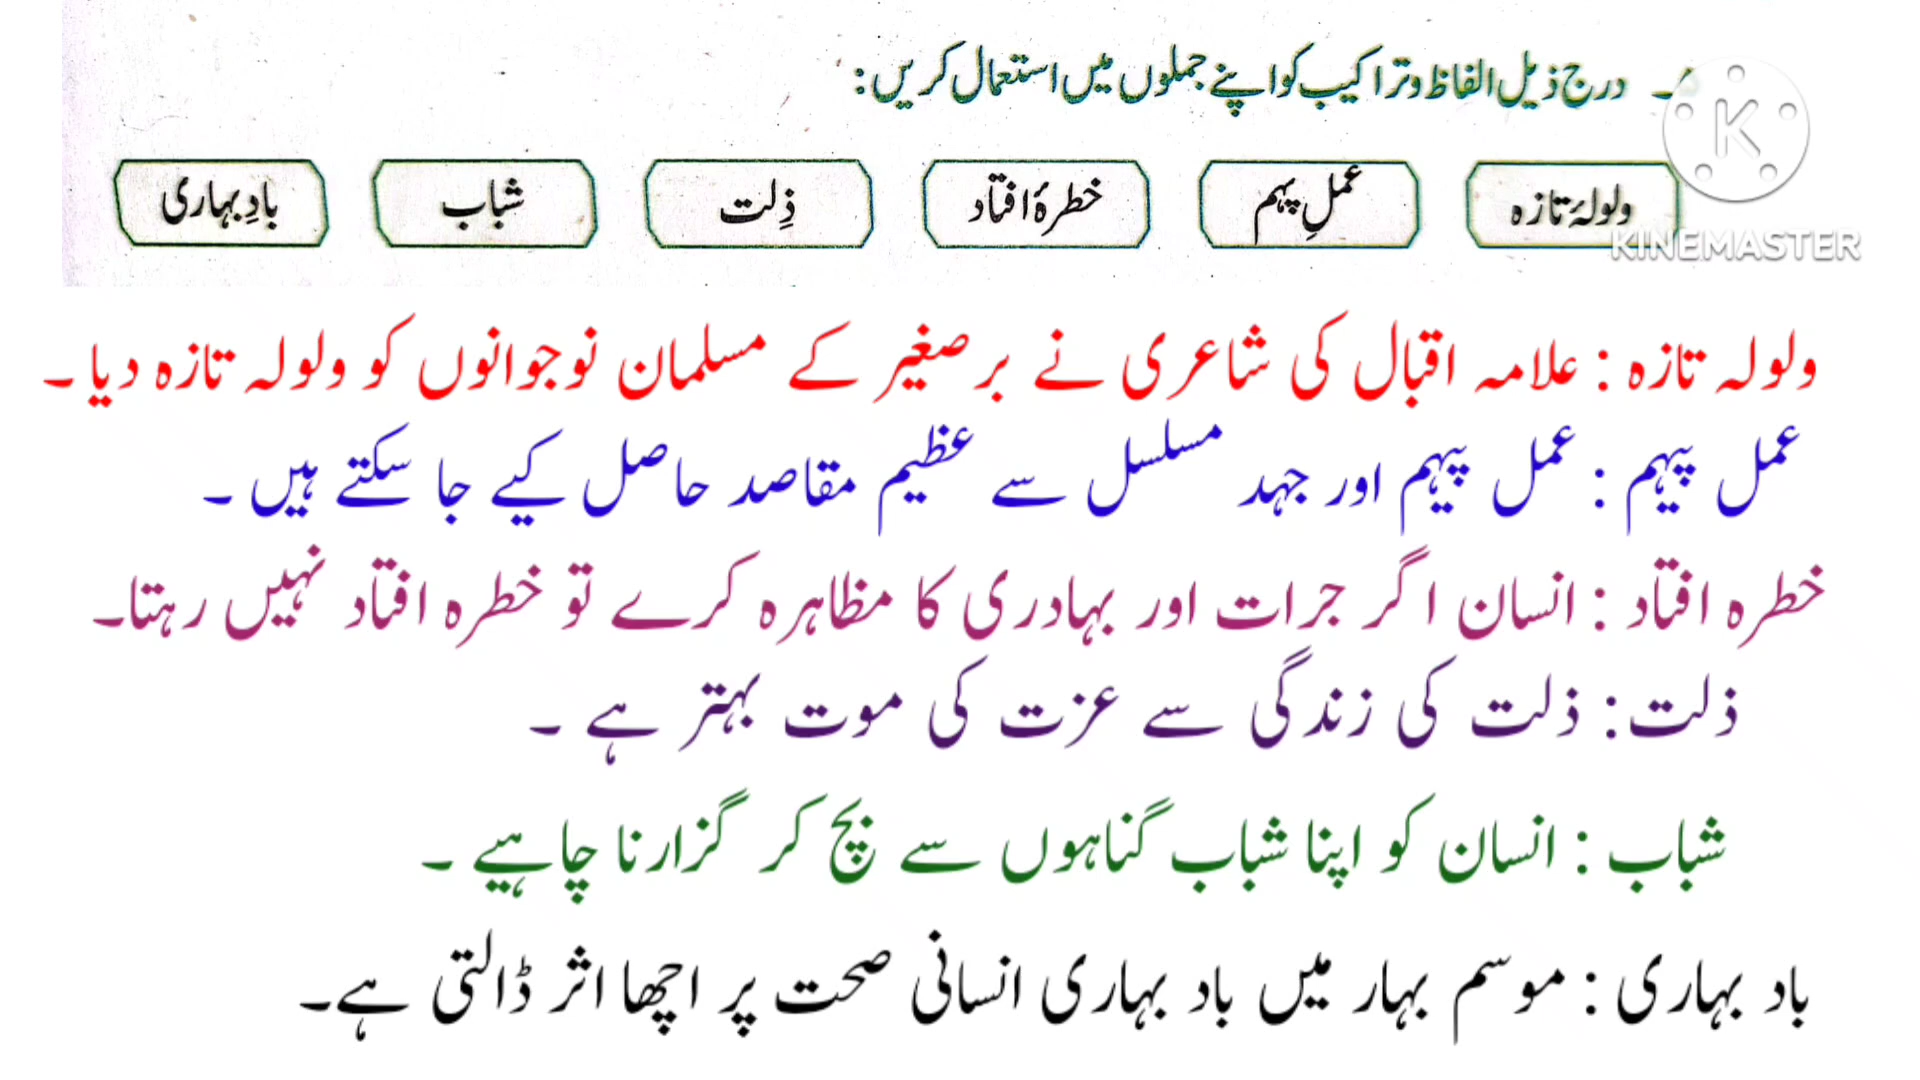 درج ذیل الفاظ و تراکیب کو اپنے جملوں میں استعمال کریں:
ولولۂ تازہ عملِ پہم خطرۂ افتاد ذِلت شباب بادِ بہاری
KINEMASTER
ولولہ تازہ : علامہ اقبال کی شاعری نے برصغیر کے مسلمان نوجوانوں کو ولولہ تازہ دیا ۔
عمل پیہم : عمل پیہم اور جہد مسلسل سے عظیم مقاصد حاصل کیے جا سکتے ہیں ۔
خطرہ افتاد : انسان اگر جرات اور بہادری کا مظاہرہ کرے تو خطرہ افتاد نہیں رہتا۔
ذلت : ذلت کی زندگی سے عزت کی موت بہتر ہے ۔
شباب : انسان کو اپنا شباب گناہوں سے بچ کر گزارنا چاہیے ۔
باد بہاری : موسم بہار میں باد بہاری انسانی صحت پر اچھا اثر ڈالتی ہے۔